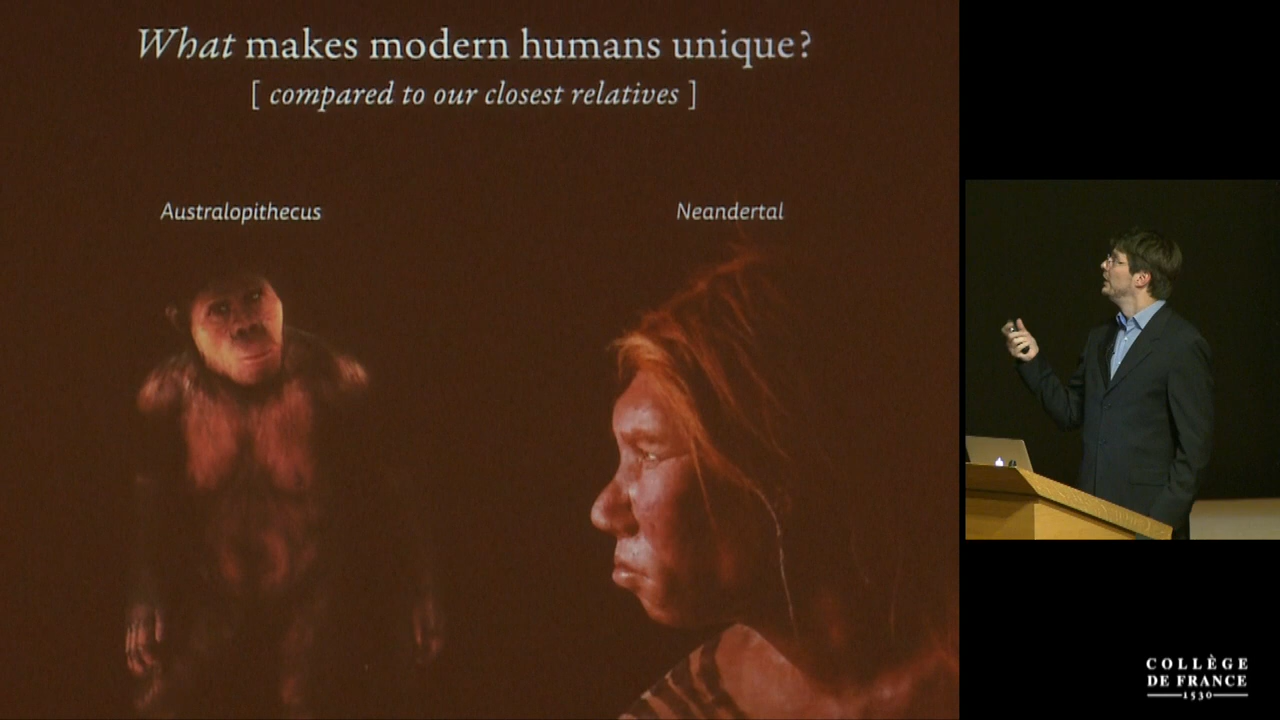 What makes modern humans unique?
[ compared to our closest relatives ]
Australopithecus
Neandertal
COLLÈGE
DE FRANCE
1530